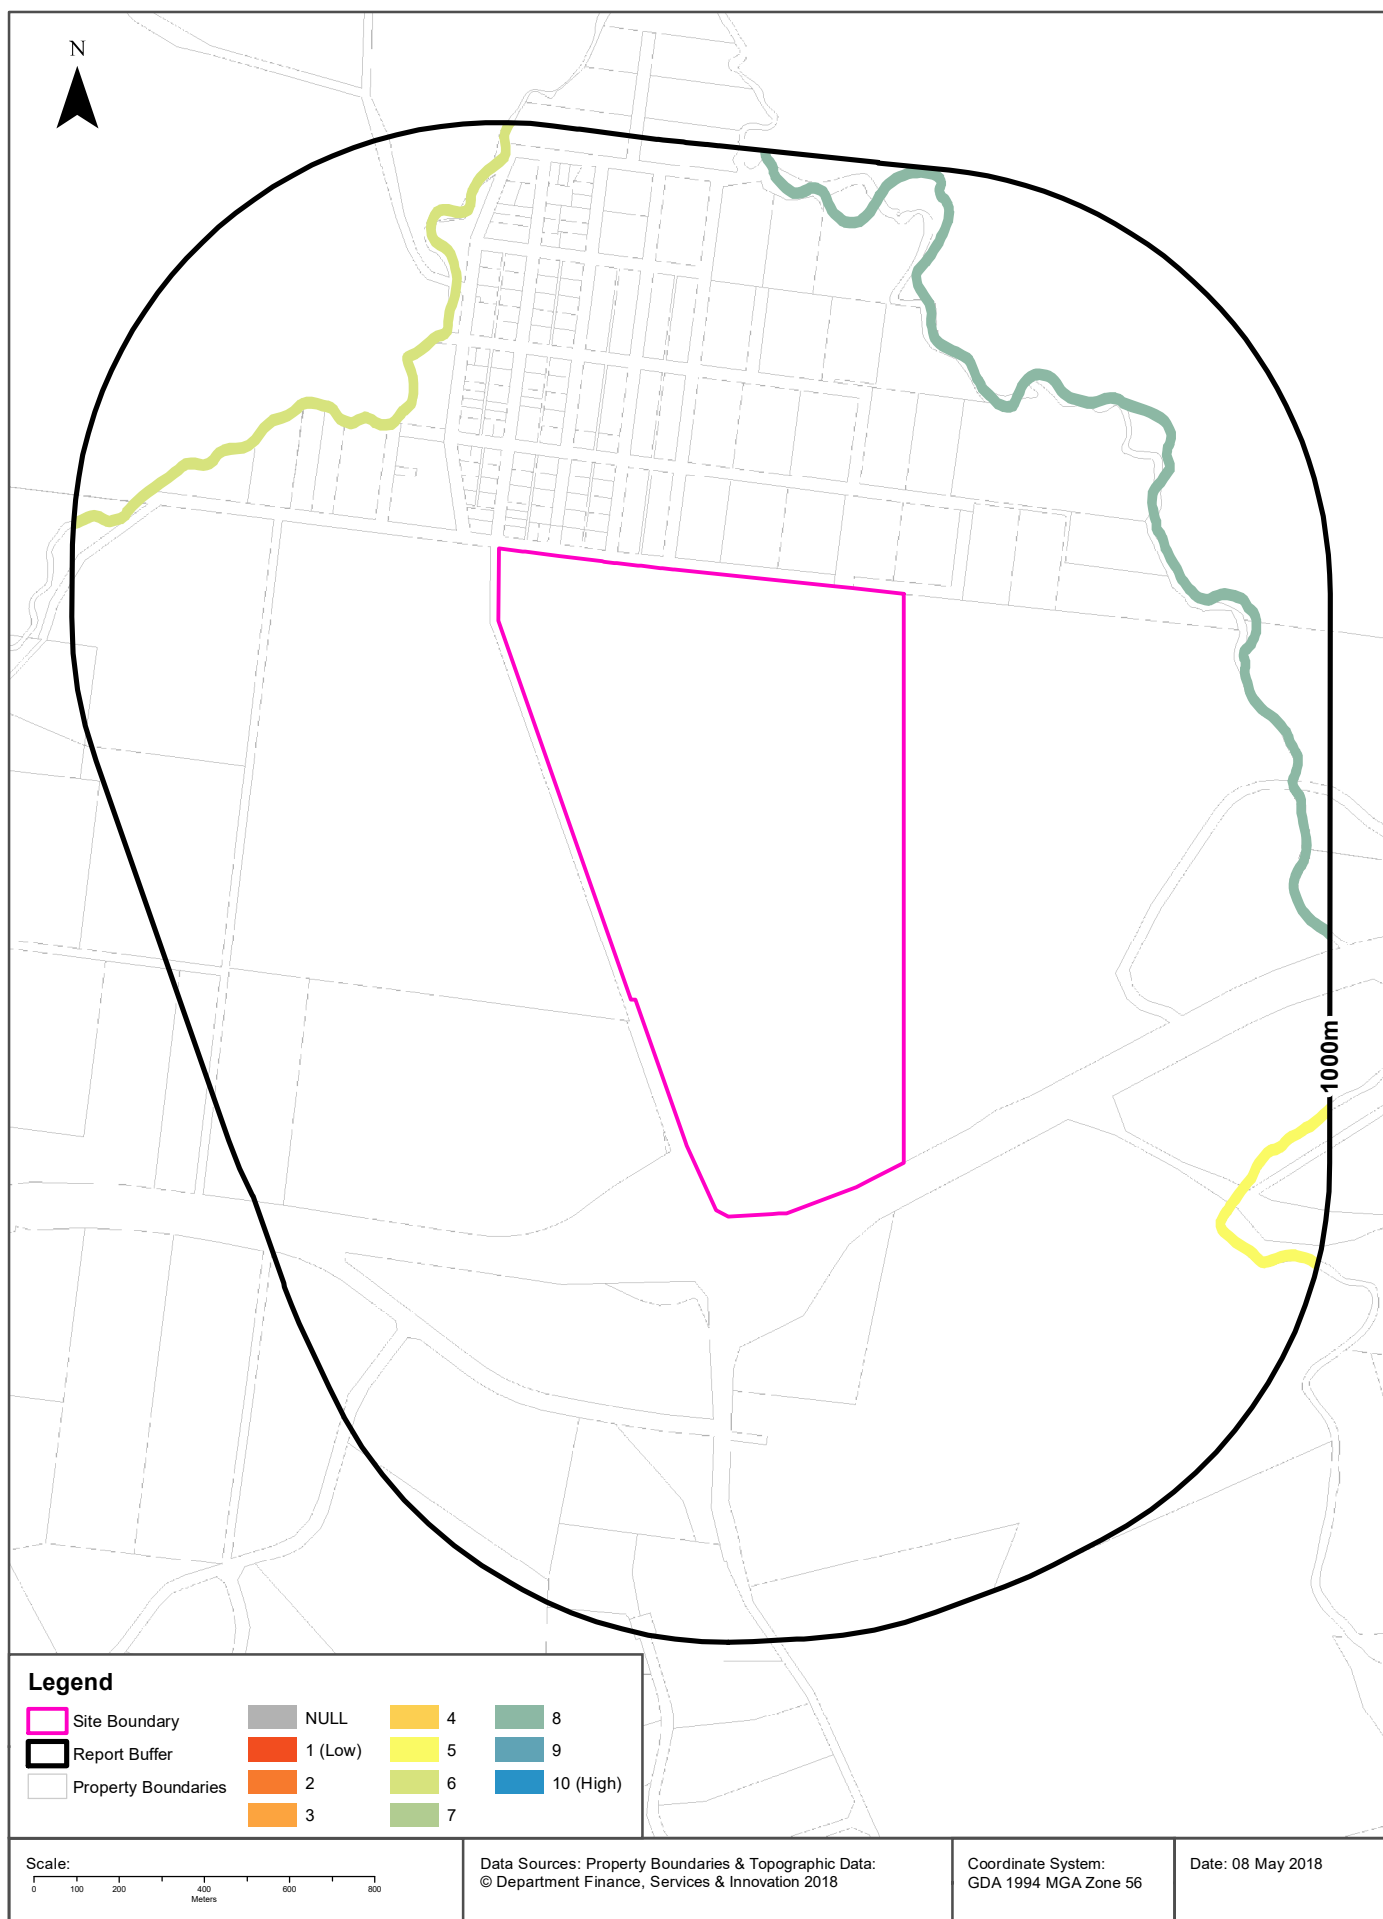 N
1000m
Legend
Site Boundary
Report Buffer
Property Boundaries
NULL
1 (Low)
2
3
4
5
6
7
8
9
10 (High)
Scale:
0 100 200 400 600 800
Meters
Data Sources: Property Boundaries & Topographic Data:
© Department Finance, Services & Innovation 2018
Coordinate System:
GDA 1994 MGA Zone 56
Date: 08 May 2018